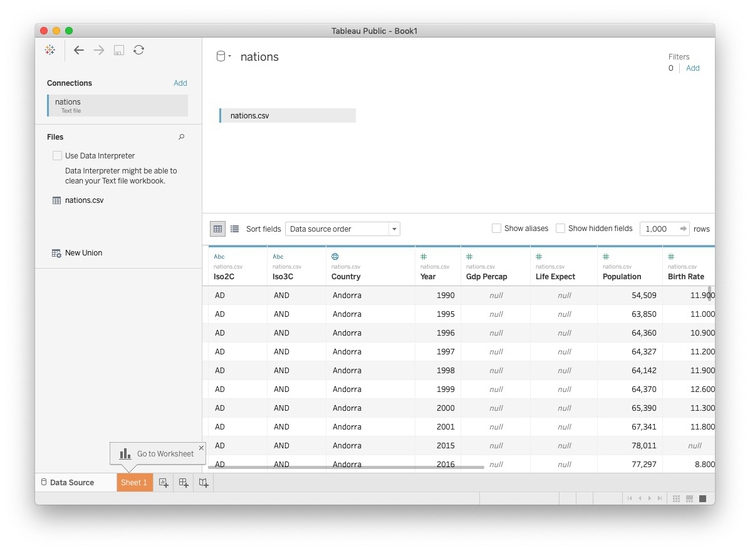 Tableau Public - Book1
Connections Add
nations
Text file
Files
Use Data Interpreter
Data Interpreter might be able to
clean your Text file workbook.
nations.csv
New Union
nations
Filters
0 Add
nations.csv
Sort fields Data source order Show aliases Show hidden fields 1,000 rows
Abc Abc # # # # #
nations.csv nations.csv nations.csv nations.csv nations.csv nations.csv nations.csv nations.csv
Iso2C Iso3C Country Year Gdp Percap Life Expect Population Birth Rate
AD AND Andorra 1990 null null 54,509 11.900
AD AND Andorra 1995 null null 63,850 11.000
AD AND Andorra 1996 null null 64,360 10.900
AD AND Andorra 1997 null null 64,327 11.200
AD AND Andorra 1998 null null 64,142 11.900
AD AND Andorra 1999 null null 64,370 12.600
AD AND Andorra 2000 null null 65,390 11.300
AD AND Andorra 2001 null null 67,341 11.800
AD AND Andorra 2015 null null 78,011 null
AD AND Andorra 2016 null null 77,297 8.800
Go to Worksheet
Data Source Sheet 1